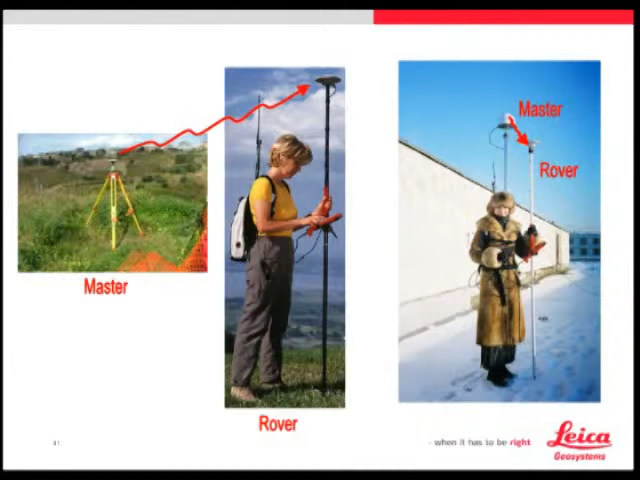 Master
Rover
Master
Rover
- when it has to be right
Leica
Geosystems